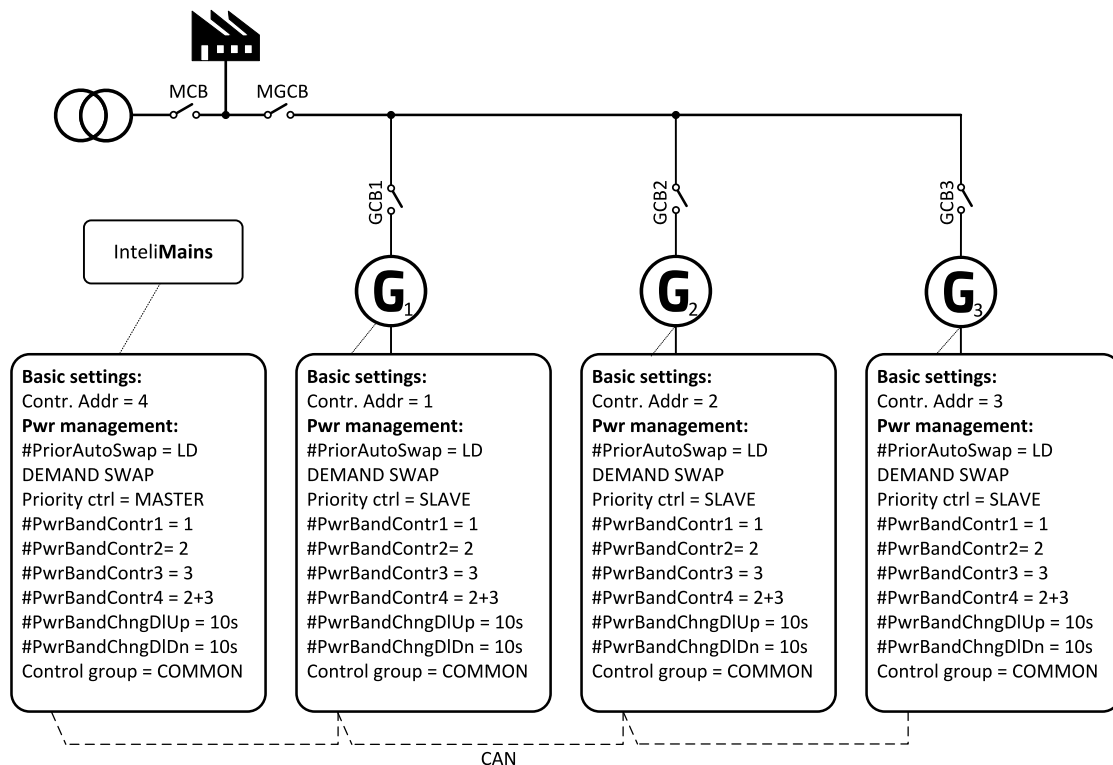 MCB
MGCB
GCB1
GCB2
GCB3
InteliMains
G1
G2
G3
Basic settings:
Contr. Addr = 4
Pwr management:
#PriorAutoSwap = LD
DEMAND SWAP
Priority ctrl = MASTER
#PwrBandContr1 = 1
#PwrBandContr2= 2
#PwrBandContr3 = 3
#PwrBandContr4 = 2+3
#PwrBandChngDlUp = 10s
#PwrBandChngDlDn = 10s
Control group = COMMON
Basic settings:
Contr. Addr = 1
Pwr management:
#PriorAutoSwap = LD
DEMAND SWAP
Priority ctrl = SLAVE
#PwrBandContr1 = 1
#PwrBandContr2= 2
#PwrBandContr3 = 3
#PwrBandContr4 = 2+3
#PwrBandChngDlUp = 10s
#PwrBandChngDlDn = 10s
Control group = COMMON
Basic settings:
Contr. Addr = 2
Pwr management:
#PriorAutoSwap = LD
DEMAND SWAP
Priority ctrl = SLAVE
#PwrBandContr1 = 1
#PwrBandContr2= 2
#PwrBandContr3 = 3
#PwrBandContr4 = 2+3
#PwrBandChngDlUp = 10s
#PwrBandChngDlDn = 10s
Control group = COMMON
Basic settings:
Contr. Addr = 3
Pwr management:
#PriorAutoSwap = LD
DEMAND SWAP
Priority ctrl = SLAVE
#PwrBandContr1 = 1
#PwrBandContr2= 2
#PwrBandContr3 = 3
#PwrBandContr4 = 2+3
#PwrBandChngDlUp = 10s
#PwrBandChngDlDn = 10s
Control group = COMMON
CAN